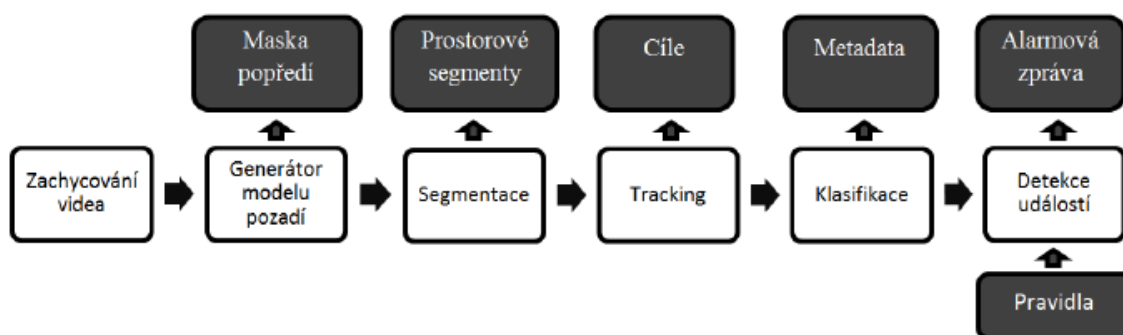 Maska
popředí
Prostorové
segmenty
Cíle
Metadata
Alarmová
zpráva
Zachycování
videa
Generátor
modelu
pozadí
Segmentace
Tracking
Klasifikace
Detekce
událostí
Pravidla